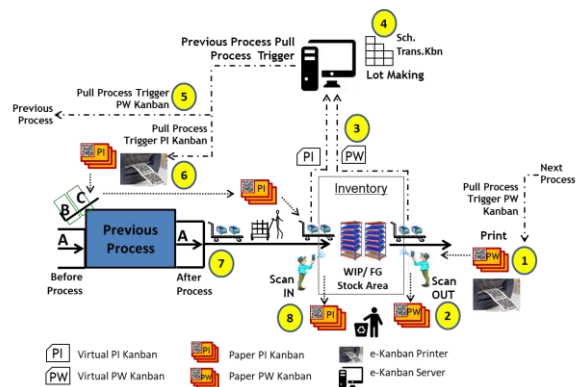 4
Sch.
Trans.Kbn
Lot Making
Previous Process Pull
Process Trigger
5
Pull Process Trigger
PW Kanban
Previous
Process
Pull Process
Trigger PI Kanban
3
PI
PW
PI
6
PI
Inventory
Next
Process
Pull Process
Trigger PW
Kanban
B
C
A
Previous
Process
A
Print
PW
1
Before
Process
After
Process
7
WIP/ FG
Stock Area
Scan
IN
Scan
OUT
8
PI
PW
2
PI
Virtual PI Kanban
PI
Paper PI Kanban
e-Kanban Printer
PW
Virtual PW Kanban
PW
Paper PW Kanban
e-Kanban Server